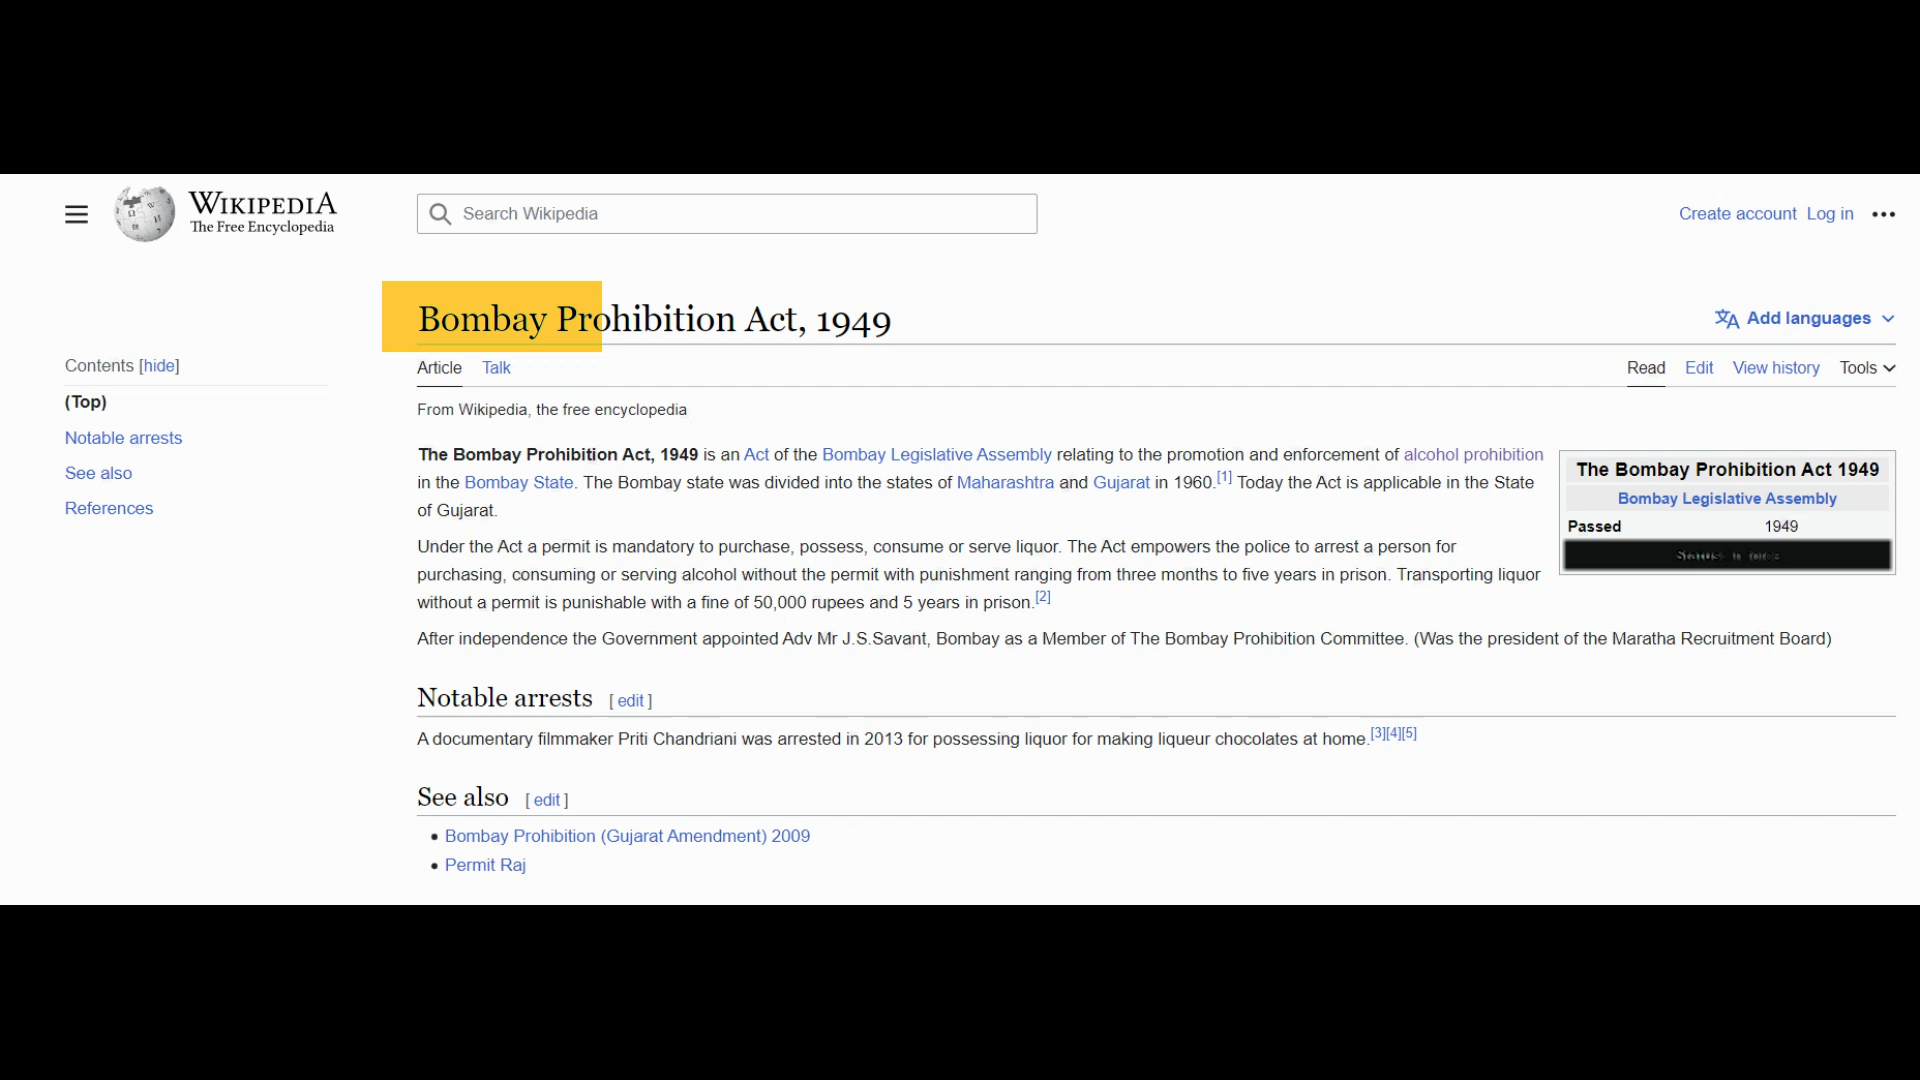 WIKIPEDIA
The Free Encyclopedia
Search Wikipedia
Create account Log in
Bombay Prohibition Act, 1949
Add languages
Contents [hide]
(Top)
Notable arrests
See also
References
Article Talk
Read Edit View history Tools
From Wikipedia, the free encyclopedia
The Bombay Prohibition Act, 1949 is an Act of the Bombay Legislative Assembly relating to the promotion and enforcement of alcohol prohibition
in the Bombay State. The Bombay state was divided into the states of Maharashtra and Gujarat in 1960.[1] Today the Act is applicable in the State
of Gujarat.
Under the Act a permit is mandatory to purchase, possess, consume or serve liquor. The Act empowers the police to arrest a person for
purchasing, consuming or serving alcohol without the permit with punishment ranging from three months to five years in prison. Transporting liquor
without a permit is punishable with a fine of 50,000 rupees and 5 years in prison.[2]
After independence the Government appointed Adv Mr J.S.Savant, Bombay as a Member of The Bombay Prohibition Committee. (Was the president of the Maratha Recruitment Board)
The Bombay Prohibition Act 1949
Bombay Legislative Assembly
Passed 1949
Notable arrests [ edit ]
A documentary filmmaker Priti Chandriani was arrested in 2013 for possessing liquor for making liqueur chocolates at home.[3][4][5]
See also [ edit ]
• Bombay Prohibition (Gujarat Amendment) 2009
• Permit Raj